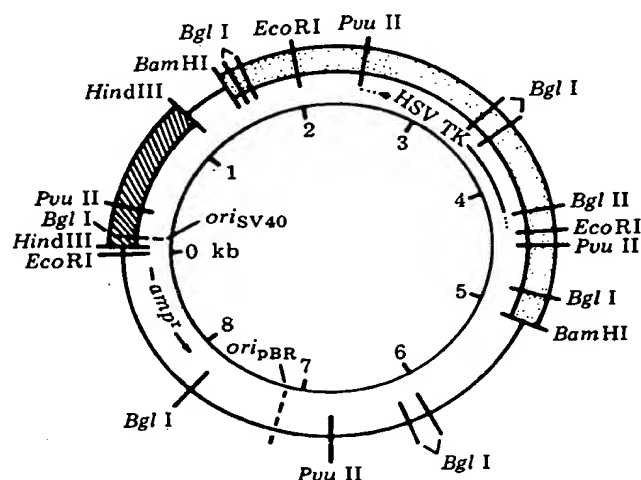 Bgl I
EcoRI
Pvu II
BamHI
HindIII
Bgl I
HSV TK
2
3
1
4
Pvu II
Bgl I
HindIII
EcoRI
oriSV40
0 kb
Bgl II
EcoRI
Pvu II
Bgl I
BamHI
5
ampr
8
oripBR
7
6
Bgl I
Pvu II
Bgl I